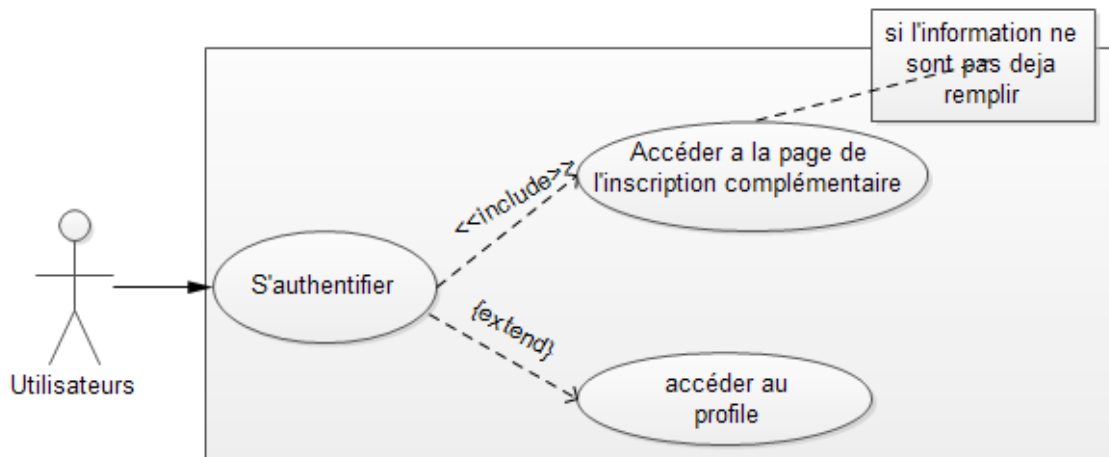 si l'information ne
sont pas deja
remplir
Accéder a la page de
l'inscription complémentaire
<<include>>
S'authentifier
{extend}
Utilisateurs
accéder au
profile